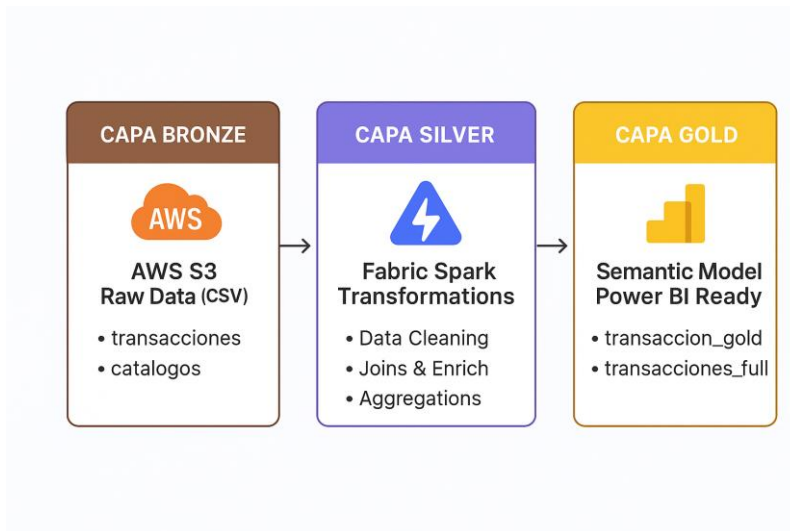 CAPA BRONZE
AWS
AWS S3
Raw Data (CSV)
• transacciones
• catalogos
CAPA SILVER
Fabric Spark
Transformations
• Data Cleaning
• Joins & Enrich
• Aggregations
CAPA GOLD
Semantic Model
Power BI Ready
• transaccion_gold
• transacciones_full